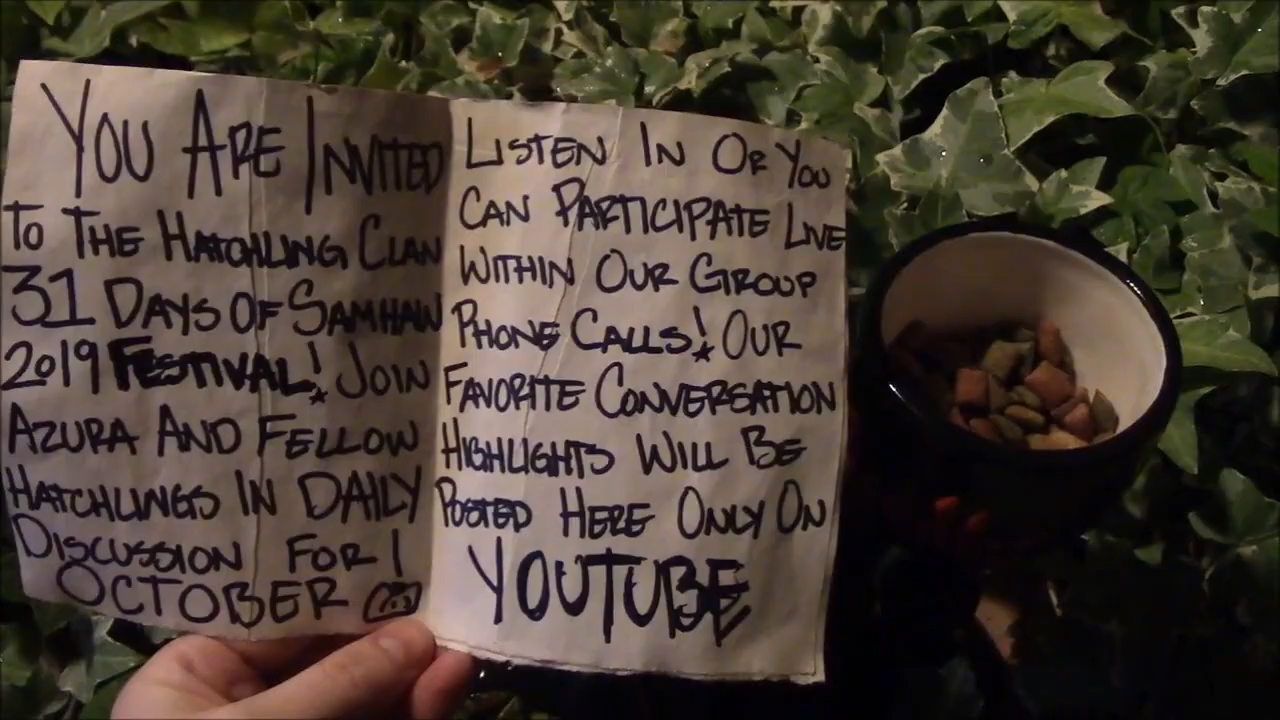 YOU ARE INVITED
TO THE HATCHLING CLAN
31 DAYS OF SAMHAIN
2019 FESTIVAL! JOIN
AZURA AND FELLOW
HATCHLINGS IN DAILY
DISCUSSION FOR
OCTOBER
LISTEN IN OR YOU
CAN PARTICIPATE LIVE
WITHIN OUR GROUP
PHONE CALLS! OUR
FAVORITE CONVERSATION
HIGHLIGHTS WILL BE
POSTED HERE ONLY ON
YOUTUBE